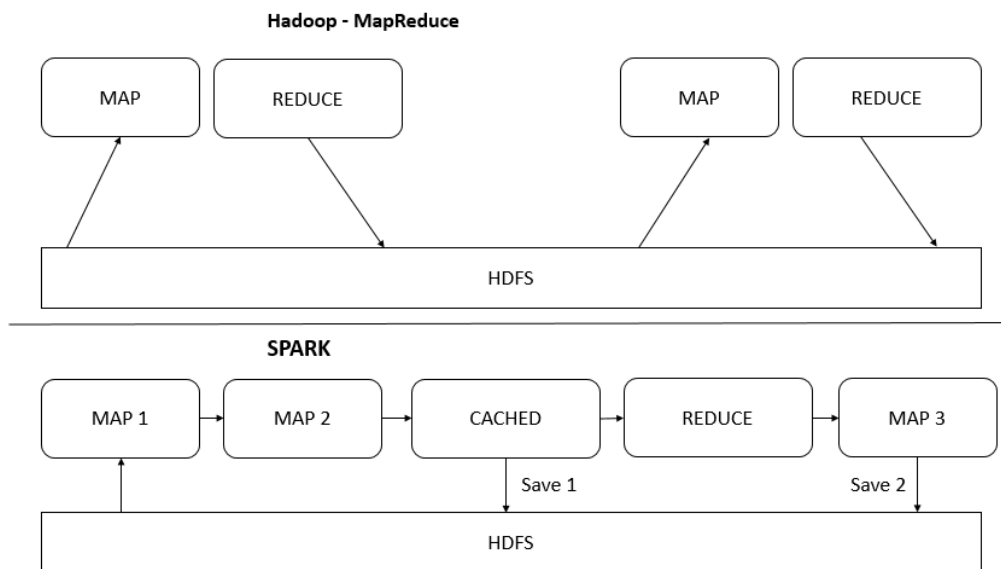 Hadoop - MapReduce
MAP
REDUCE
MAP
REDUCE
HDFS
SPARK
MAP 1
MAP 2
CACHED
REDUCE
MAP 3
Save 1
Save 2
HDFS